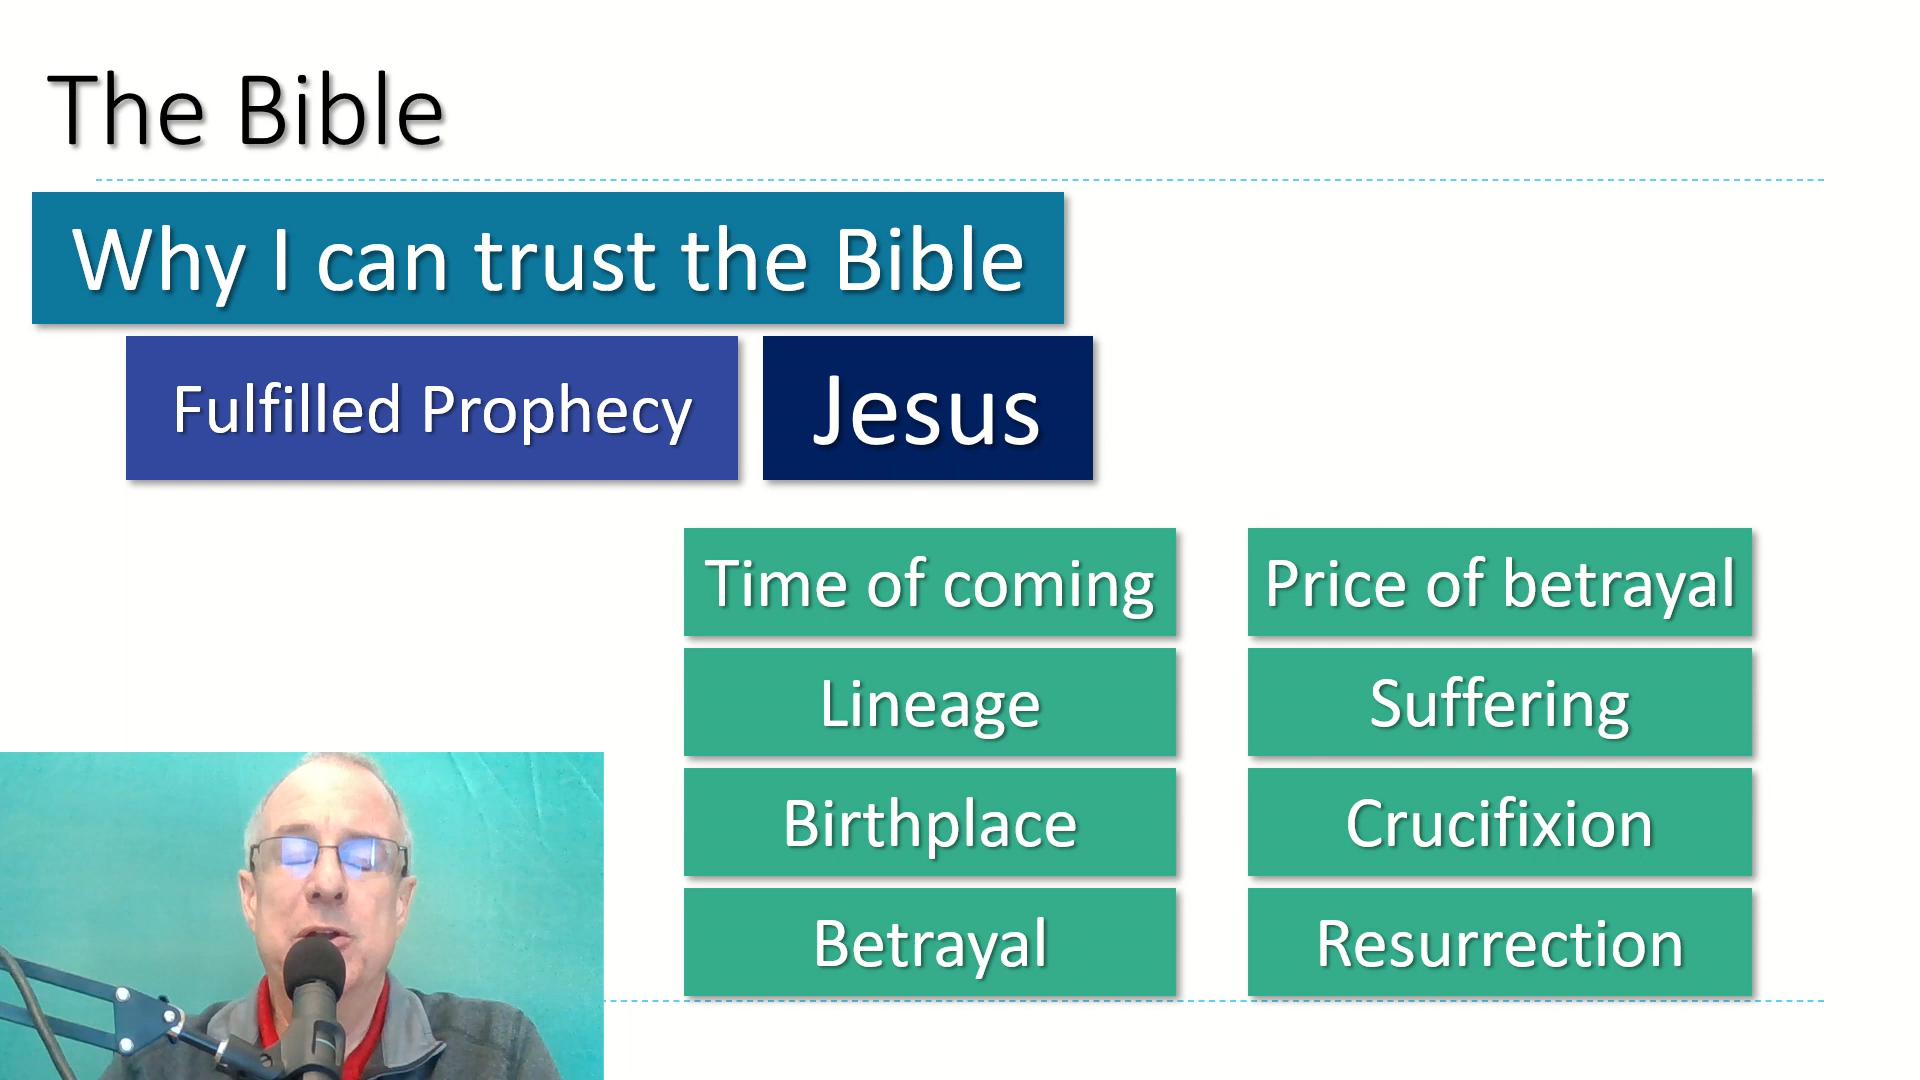 The Bible
Why I can trust the Bible
Fulfilled Prophecy
Jesus
Time of coming
Lineage
Birthplace
Betrayal
Price of betrayal
Suffering
Crucifixion
Resurrection